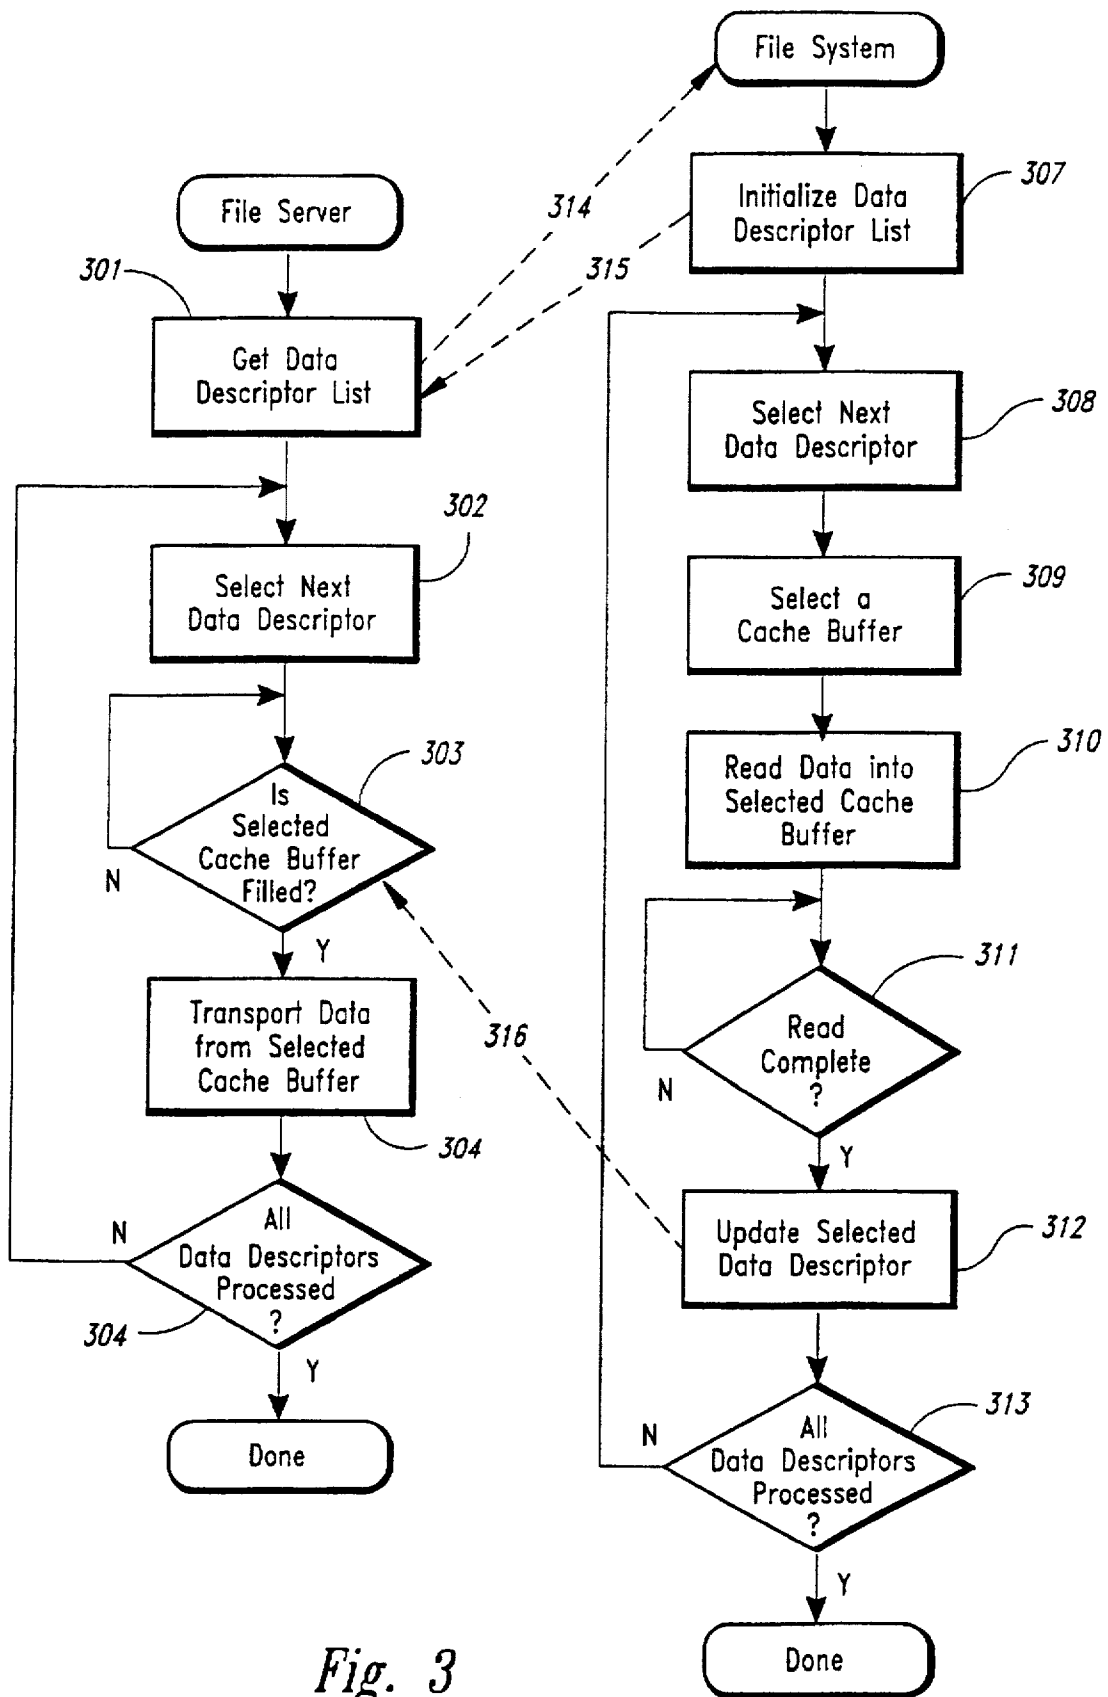 File Server
301
Get Data
Descriptor List
302
Select Next
Data Descriptor
303
Is
Selected
Cache Buffer
Filled?
N
Y
Transport Data
from Selected
Cache Buffer
304
All
Data Descriptors
Processed
?
N
304
Y
Done
314
315
316
File System
307
Initialize Data
Descriptor List
308
Select Next
Data Descriptor
309
Select a
Cache Buffer
310
Read Data into
Selected Cache
Buffer
311
Read
Complete
?
N
Y
312
Update Selected
Data Descriptor
313
All
Data Descriptors
Processed
?
N
Y
Done
Fig. 3